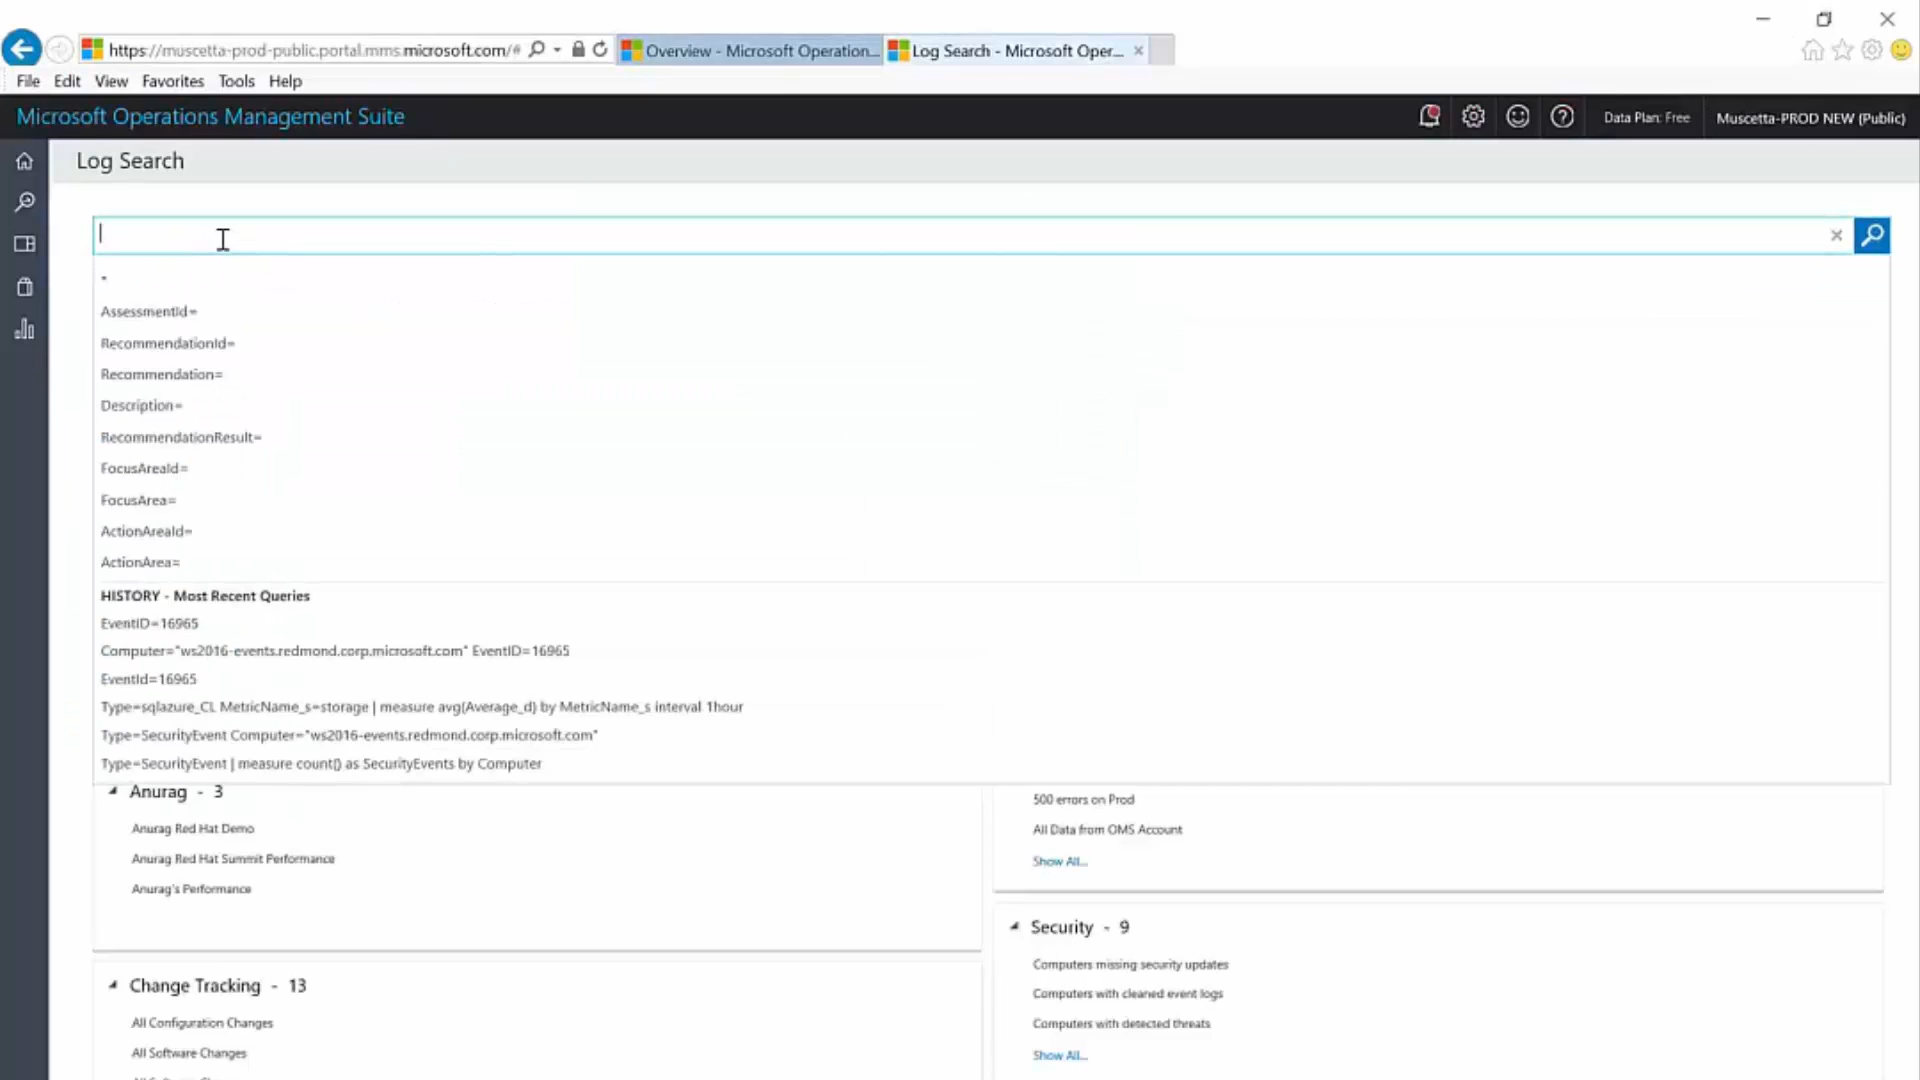 https://muscetta-prod-public.portal.mms.microsoft.com/#
Overview - Microsoft Operation...
Log Search - Microsoft Oper...
File Edit View Favorites Tools Help
Microsoft Operations Management Suite
Data Plan: Free
Muscetta-PROD NEW (Public)
Log Search
-
AssessmentId=
RecommendationId=
Recommendation=
Description=
RecommendationResult=
FocusAreaId=
FocusArea=
ActionAreaId=
ActionArea=
HISTORY - Most Recent Queries
EventID=16965
Computer="ws2016-events.redmond.corp.microsoft.com" EventID=16965
EventId=16965
Type=sqlazure_CL MetricName_s=storage | measure avg(Average_d) by MetricName_s interval 1hour
Type=SecurityEvent Computer="ws2016-events.redmond.corp.microsoft.com"
Type=SecurityEvent | measure count() as SecurityEvents by Computer
Anurag - 3
Anurag Red Hat Demo
Anurag Red Hat Summit Performance
Anurag's Performance
Change Tracking - 13
All Configuration Changes
All Software Changes
500 errors on Prod
All Data from OMS Account
Show All...
Security - 9
Computers missing security updates
Computers with cleaned event logs
Computers with detected threats
Show All...